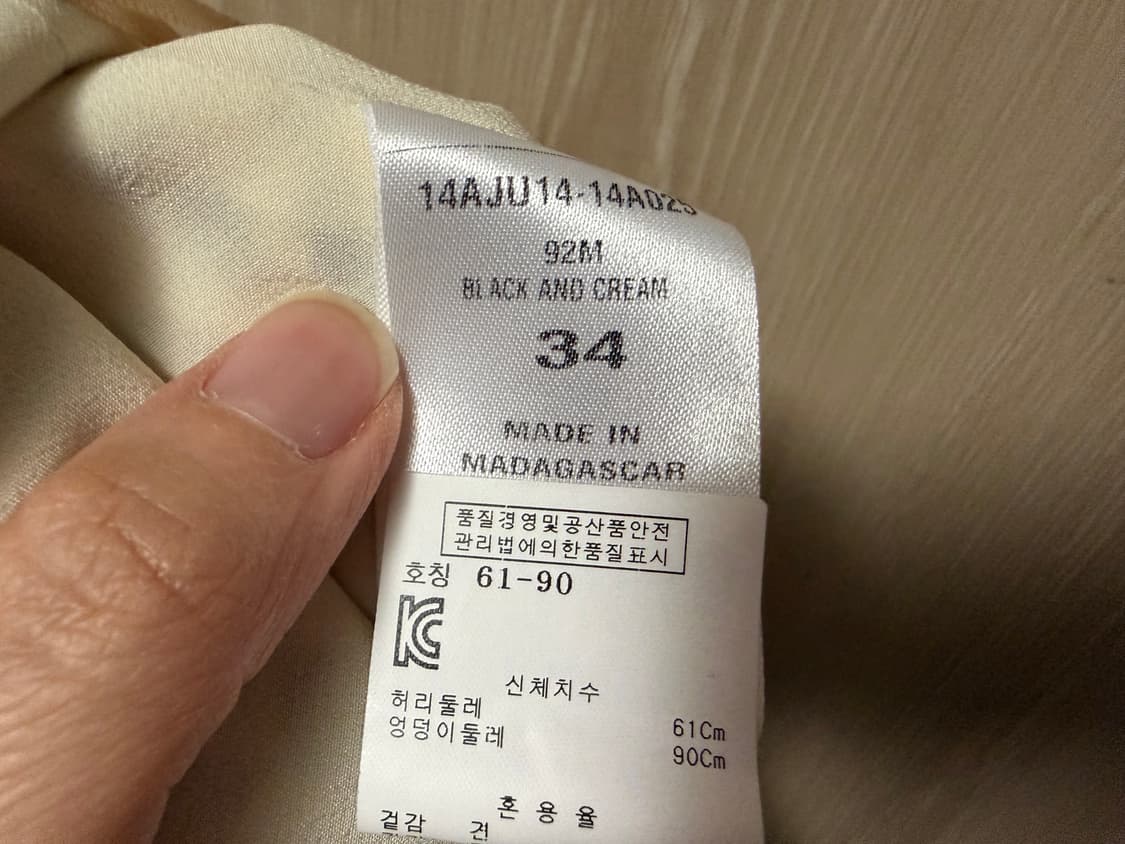 14AJU14-14A025
92M
BLACK AND CREAM
34
MADE IN
MADAGASCAR
품질경영및공산품안전
관리법에의한품질표시
호칭 61-90
신체치수
허리둘레 61Cm
엉덩이둘레 90Cm
혼 용 율
겉감 견